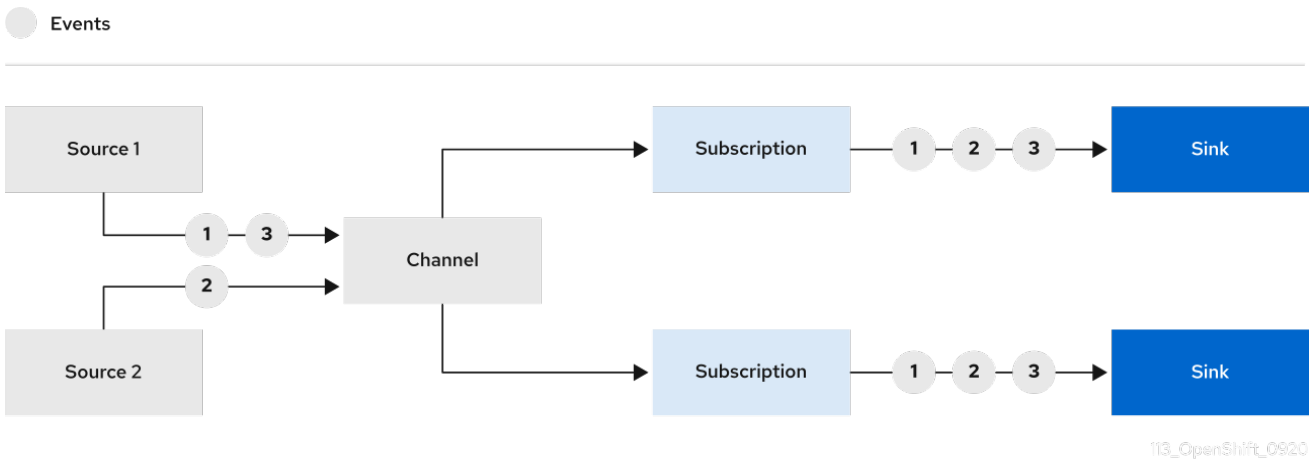 Events
Source 1
Subscription
1 2 3
Sink
1 3
Channel
2
Source 2
Subscription
1 2 3
Sink
113_OpenShift_0920